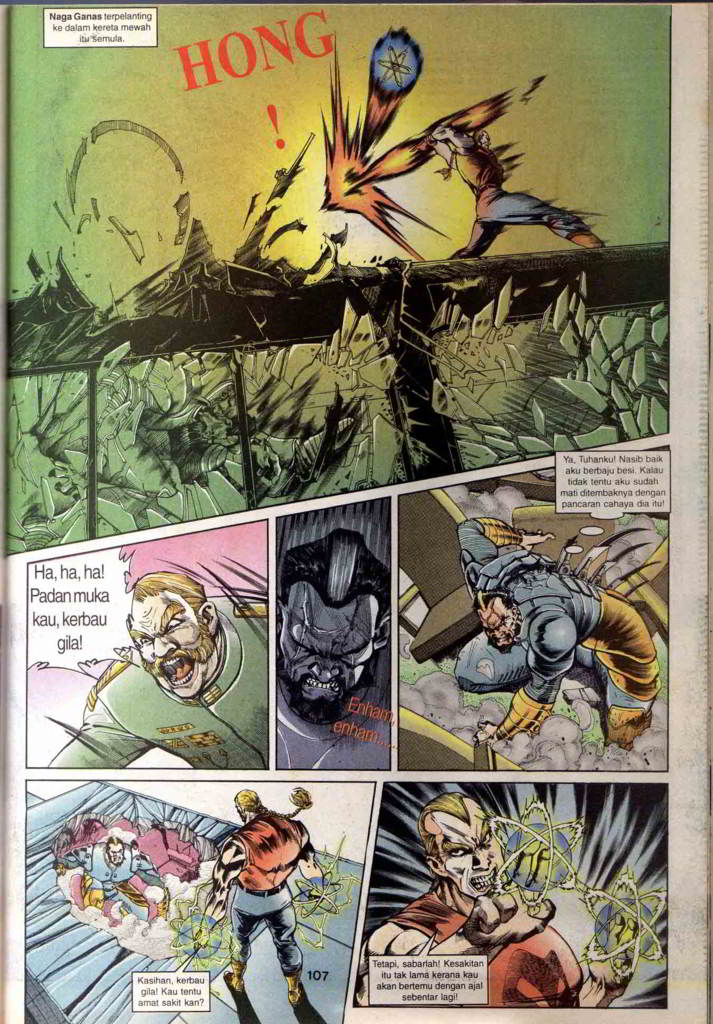 Naga Ganas terpelanting
ke dalam kereta mewah
itu semula.
HONG
!
Ya, Tuhanku! Nasib baik
aku berbaju besi. Kalau
tidak tentu aku sudah
mati ditembaknya dengan
pancaran cahaya dia itu!
Ha, ha, ha!
Padan muka
kau, kerbau
gila!
Enham,
enham....
Kasihan, kerbau
gila! Kau tentu
amat sakit kan?
107
Tetapi, sabarlah! Kesakitan
itu tak lama kerana kau
akan bertemu dengan ajal
sebentar lagi!